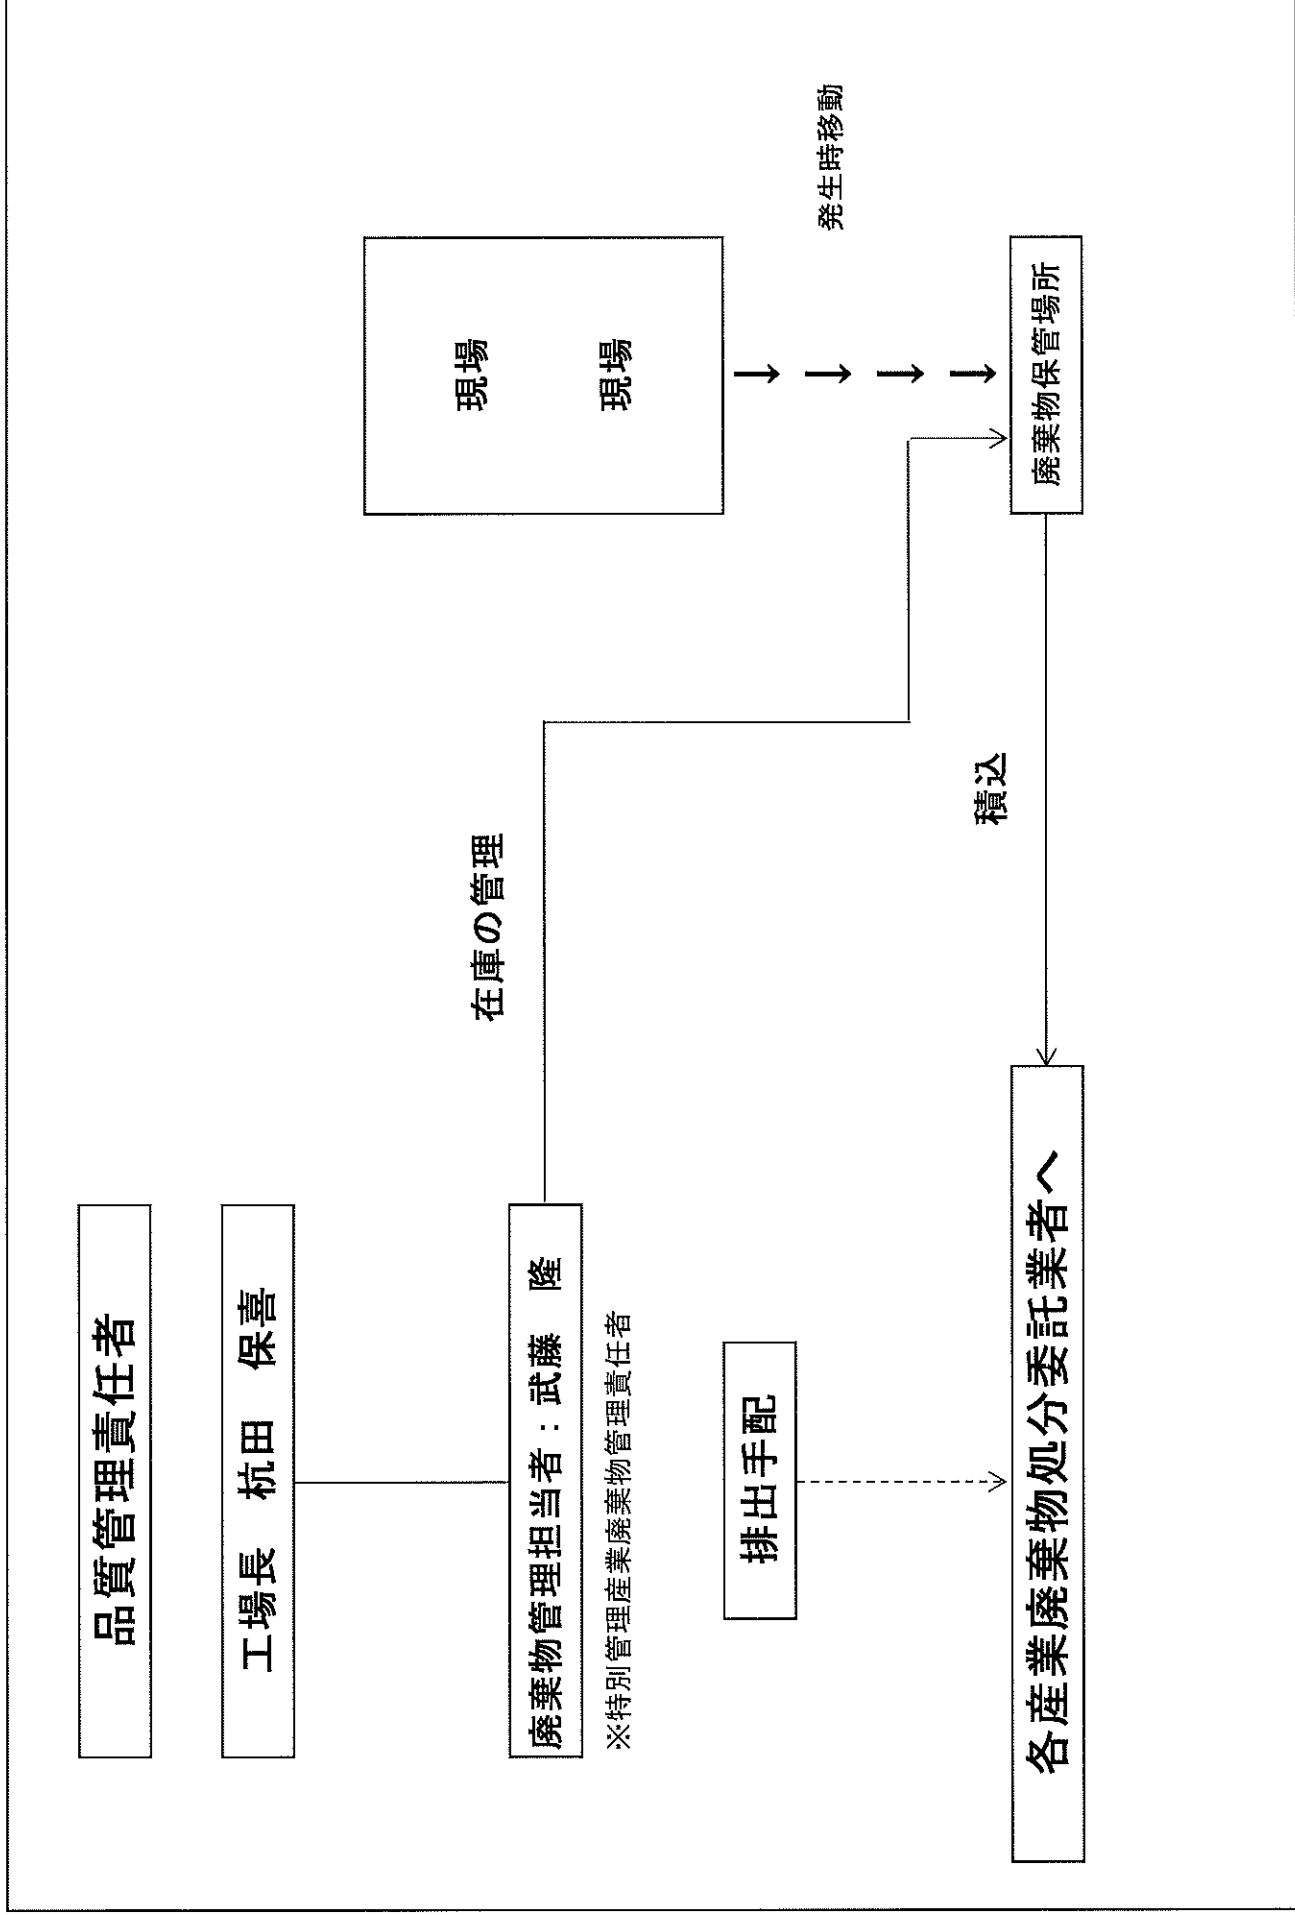 品質管理責任者
工場長　杭田　保喜
廃棄物管理担当者：武藤　隆
※特別管理産業廃棄物管理責任者
排出手配
各産業廃棄物処分委託業者へ
在庫の管理
積込
現場
現場
発生時移動
廃棄物保管場所